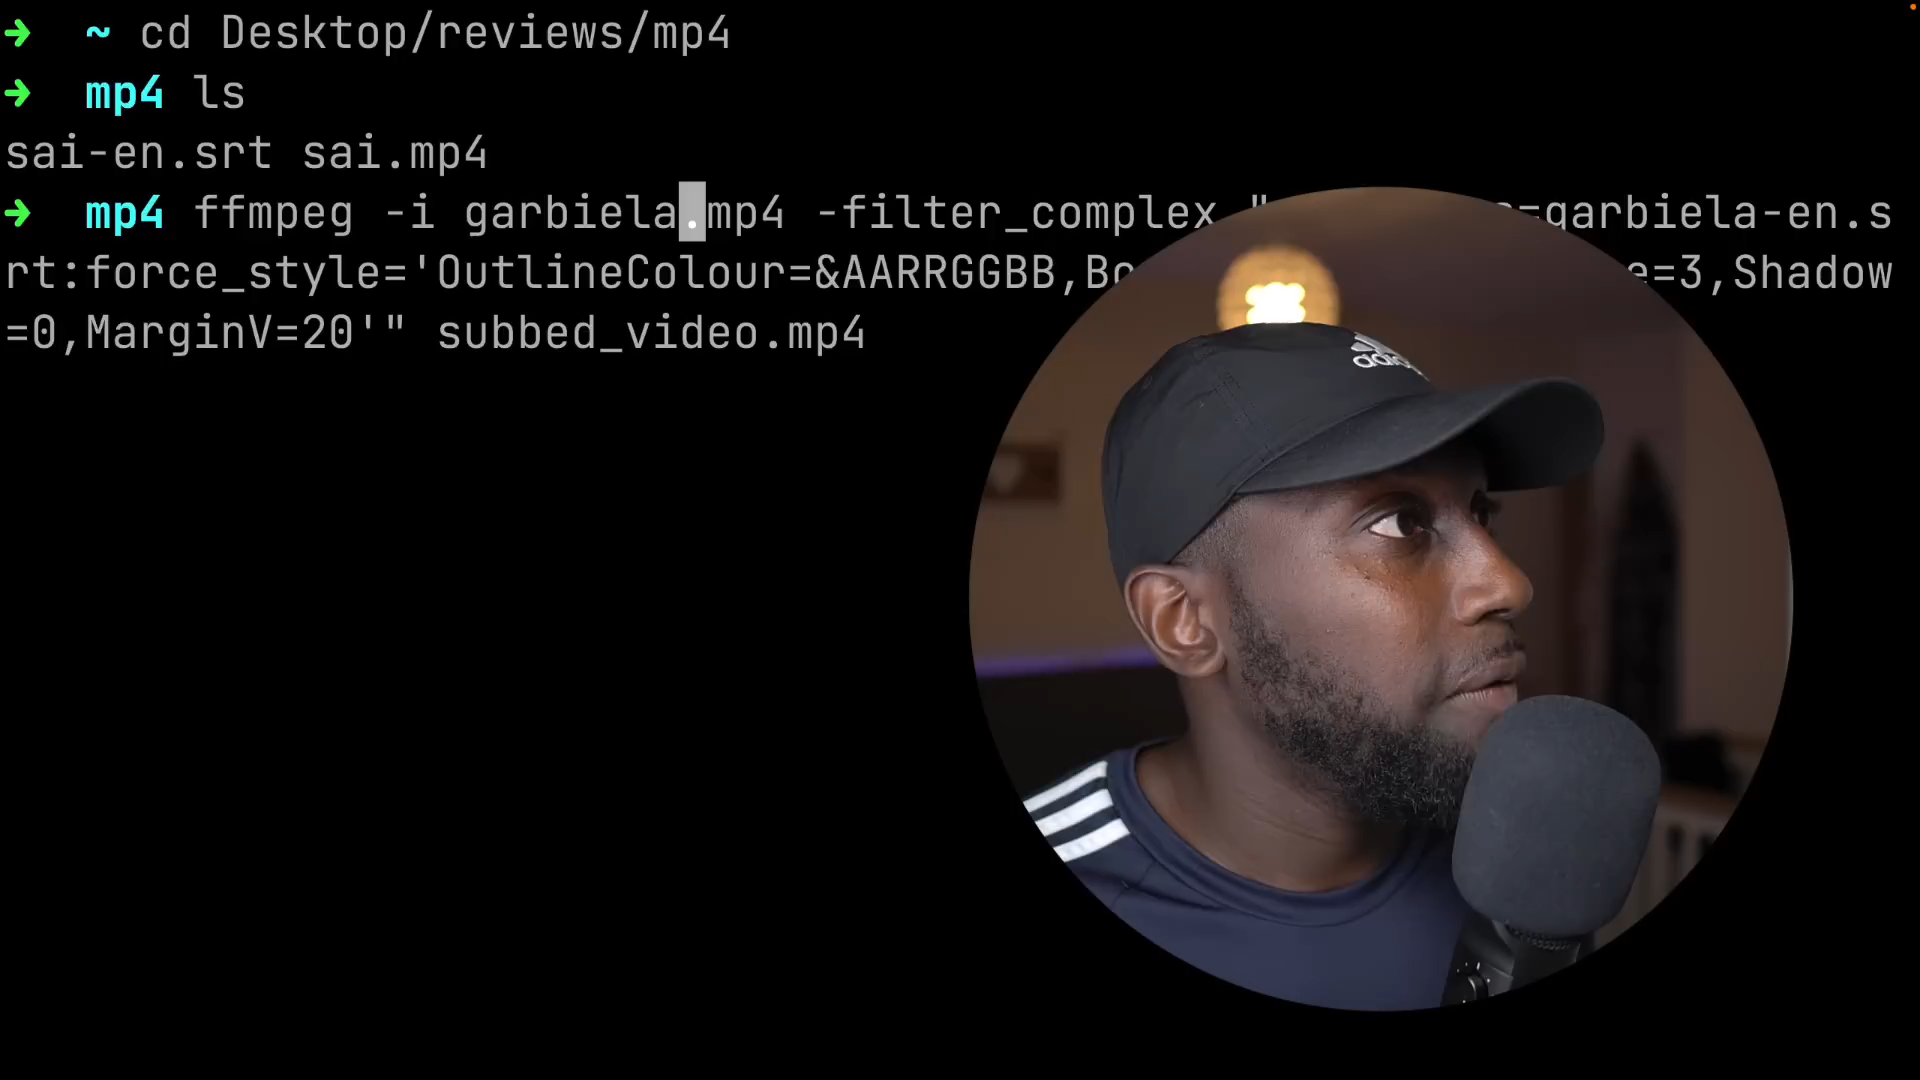 ➜ ~ cd Desktop/reviews/mp4
➜ mp4 ls
sai-en.srt sai.mp4
➜ mp4 ffmpeg -i garbiela.mp4 -filter_complex " =garbiela-en.s
rt:force_style='OutlineColour=&AARRGGBB,Bo e=3,Shadow
=0,MarginV=20'" subbed_video.mp4